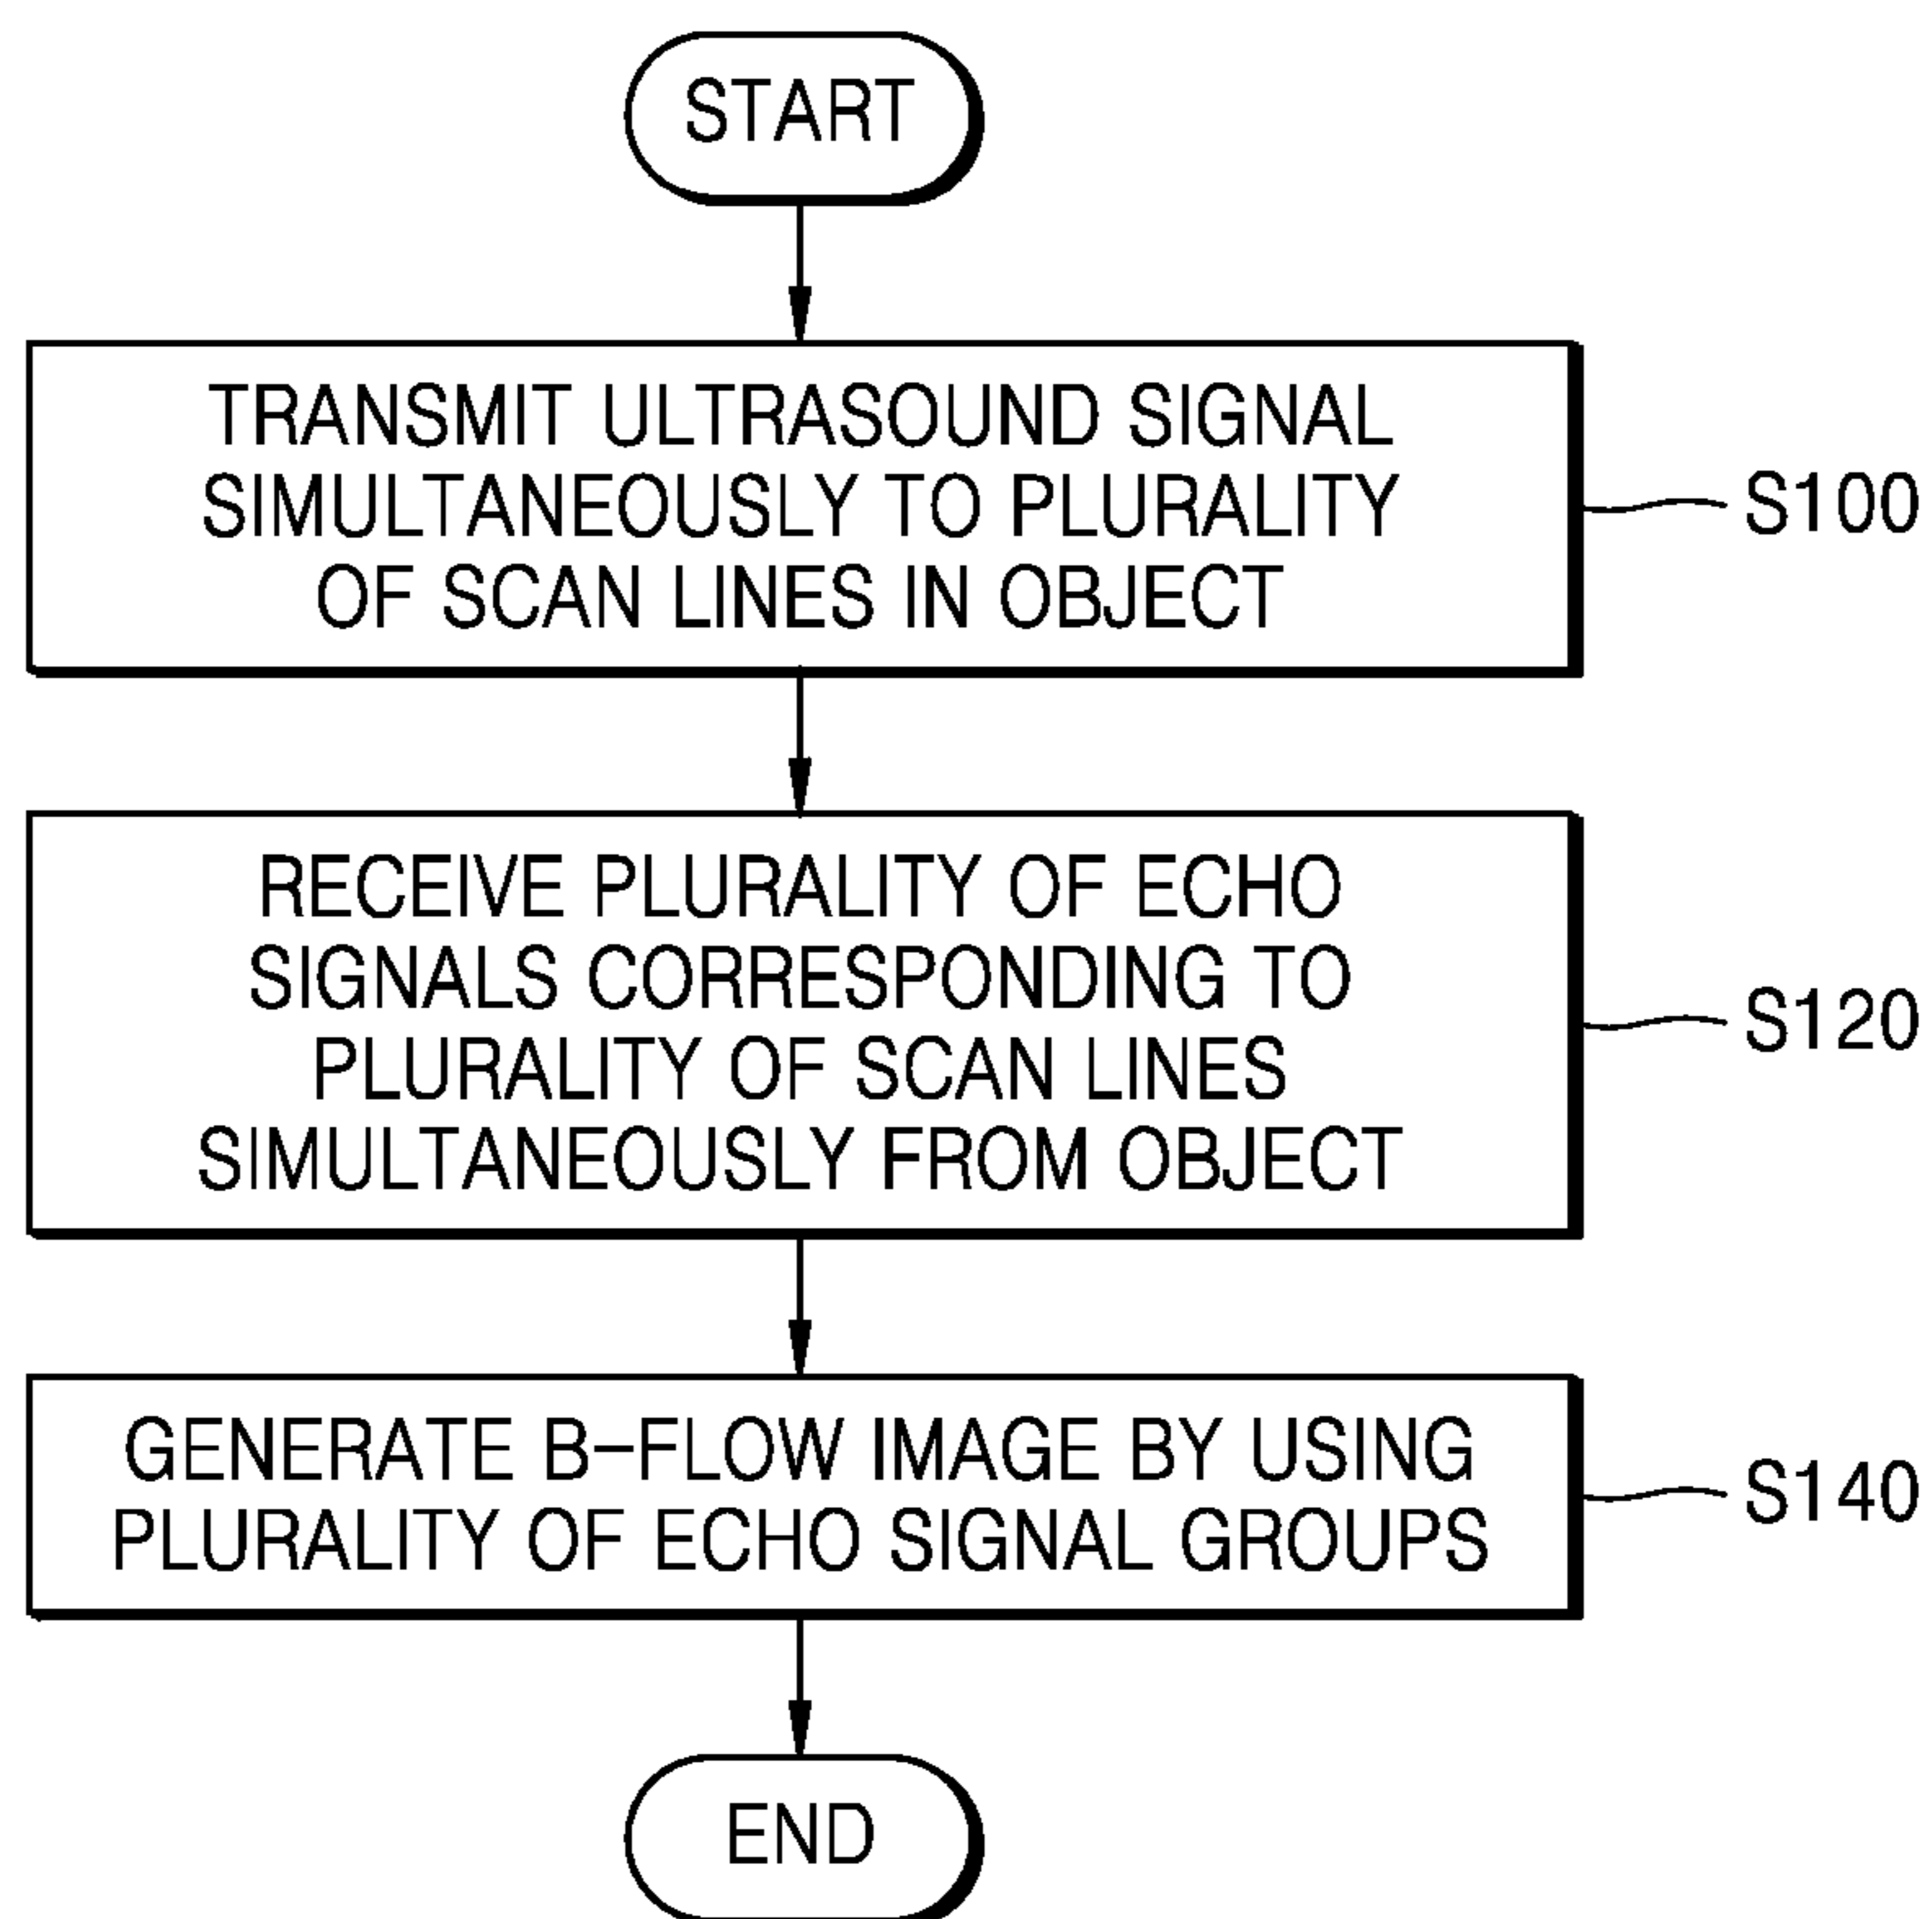 START
TRANSMIT ULTRASOUND SIGNAL
SIMULTANEOUSLY TO PLURALITY
OF SCAN LINES IN OBJECT
S100
RECEIVE PLURALITY OF ECHO
SIGNALS CORRESPONDING TO
PLURALITY OF SCAN LINES
SIMULTANEOUSLY FROM OBJECT
S120
GENERATE B-FLOW IMAGE BY USING
PLURALITY OF ECHO SIGNAL GROUPS
S140
END